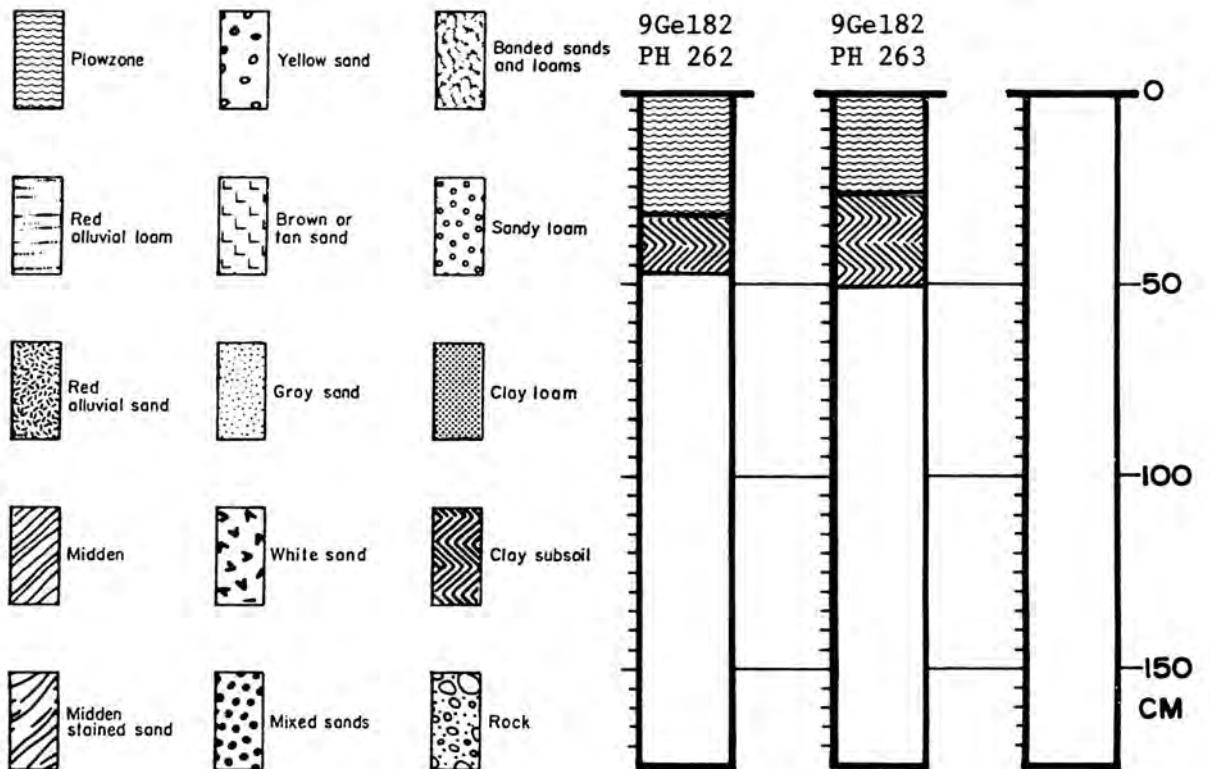 Plowzone
Yellow sand
Banded sands
and loams
Red
alluvial loam
Brown or
tan sand
Sandy loam
Red
alluvial sand
Gray sand
Clay loam
Midden
White sand
Clay subsoil
Midden
stained sand
Mixed sands
Rock
9Ge182
PH 262
9Ge182
PH 263
0
50
100
150
CM